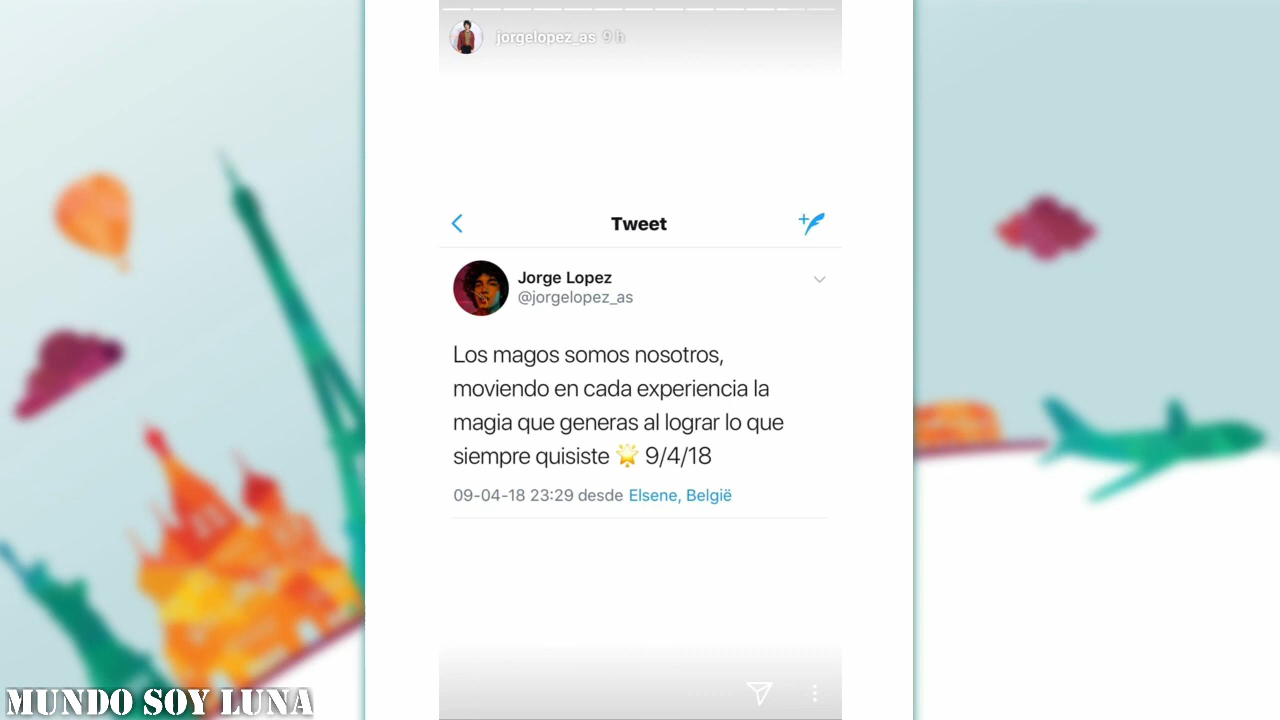 jorgelopez_as 9 h
Tweet
Jorge Lopez
@jorgelopez_as
Los magos somos nosotros,
moviendo en cada experiencia la
magia que generas al lograr lo que
siempre quisiste 🌟 9/4/18
09-04-18 23:29 desde Elsene, België
MUNDO SOY LUNA